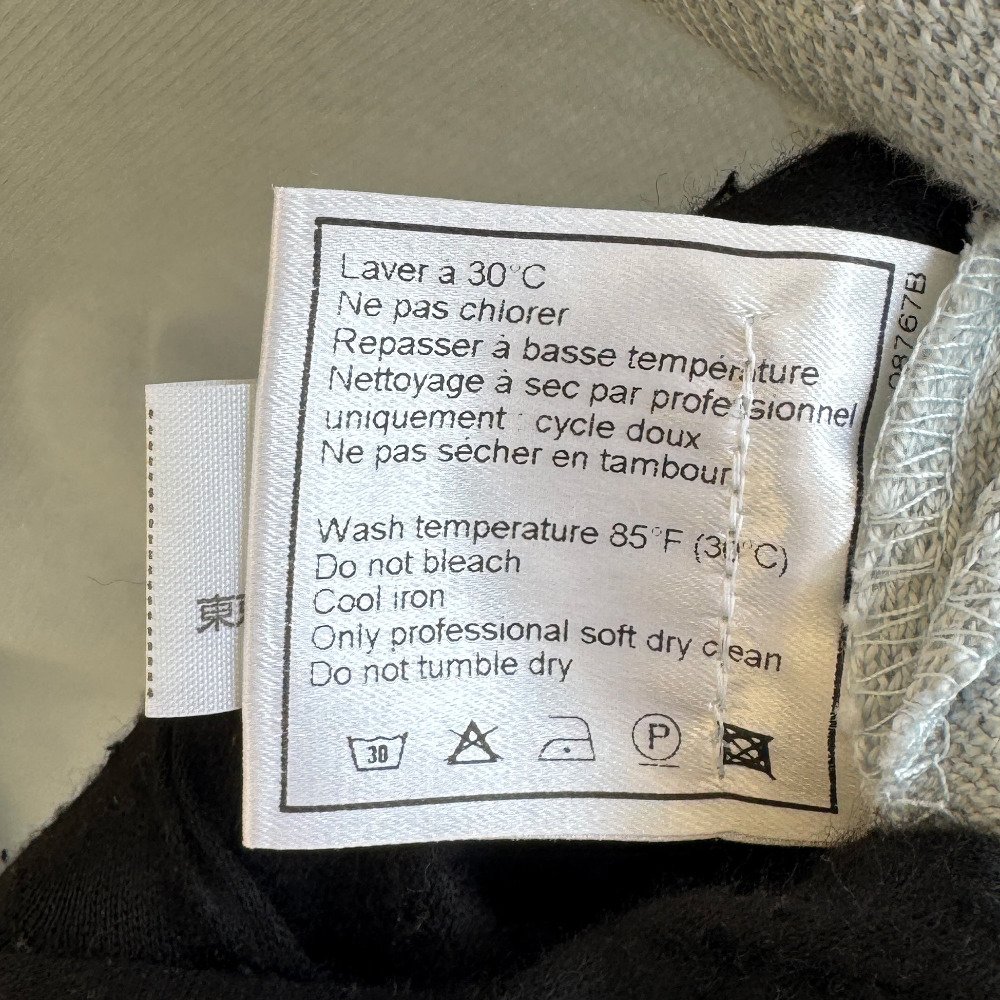 Laver à 30°C
Ne pas chlorer
Repasser à basse température
Nettoyage à sec par professionnel
uniquement : cycle doux
Ne pas sécher en tambour
Wash temperature 85°F (30°C)
Do not bleach
Cool iron
Only professional soft dry clean
Do not tumble dry
30
P
08767B
東